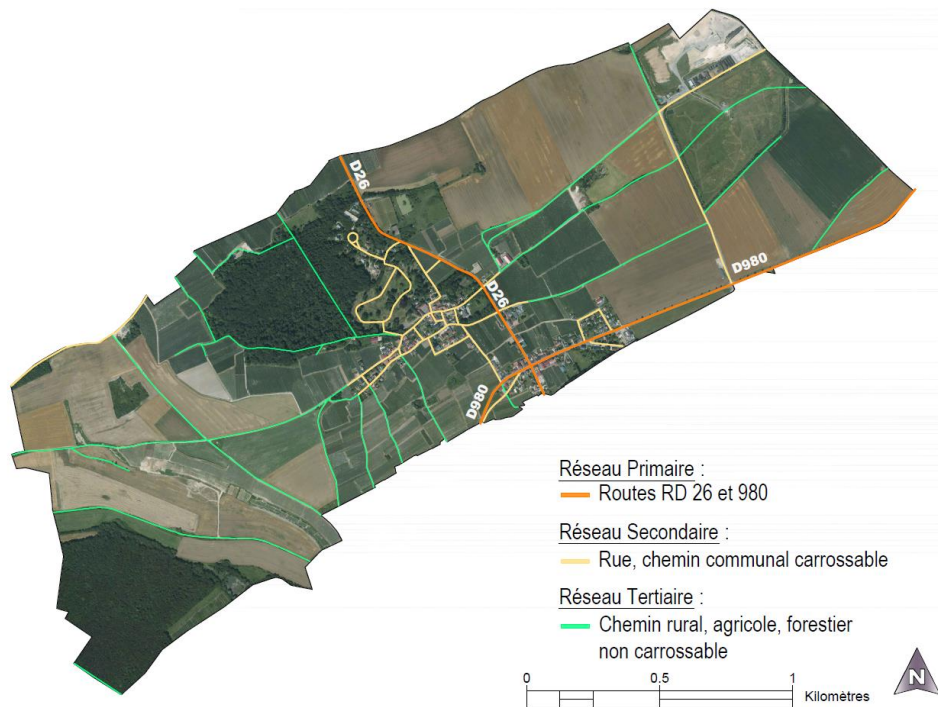 D26
D26
D980
D980
Réseau Primaire :
Routes RD 26 et 980
Réseau Secondaire :
Rue, chemin communal carrossable
Réseau Tertiaire :
Chemin rural, agricole, forestier
non carrossable
0 0.5 1
Kilomètres
N